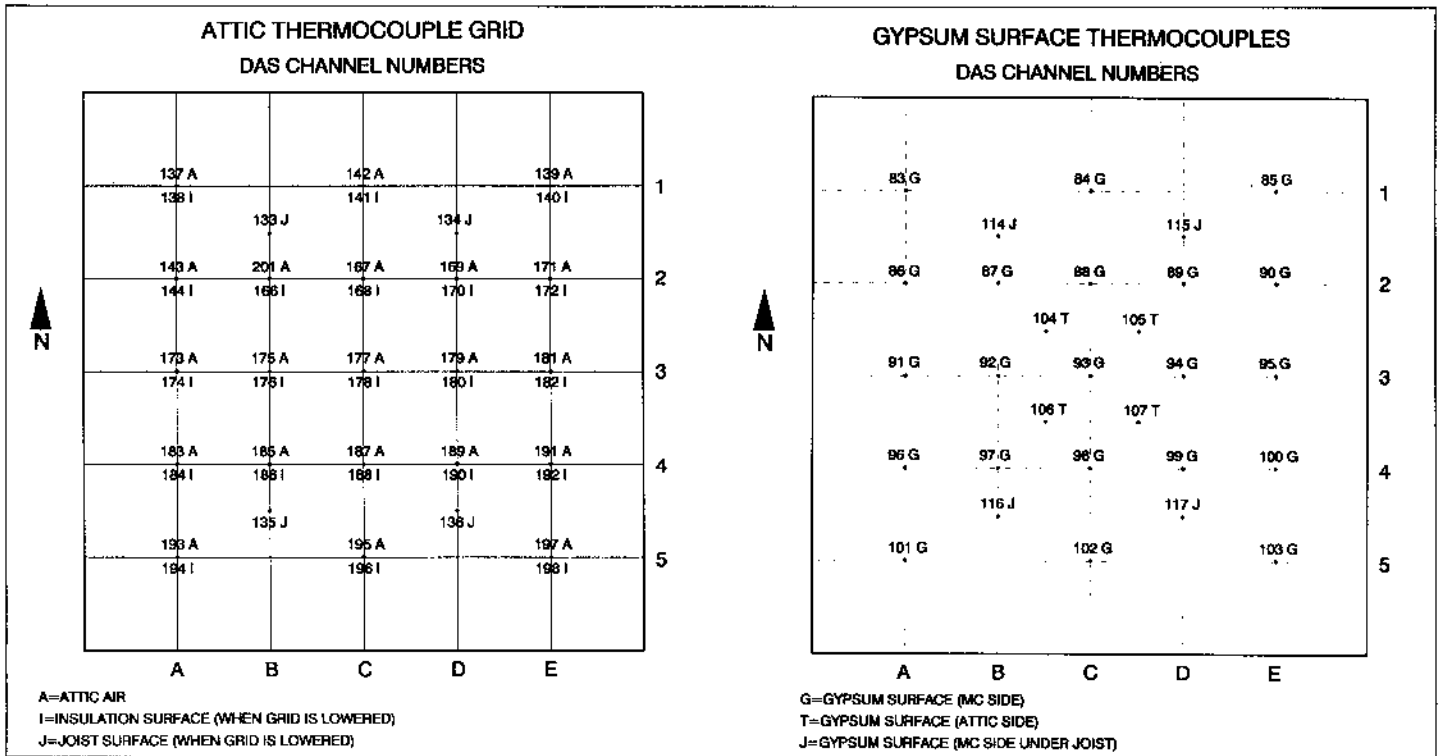 ATTIC THERMOCOUPLE GRID
DAS CHANNEL NUMBERS
137 A 142 A 139 A
138 I 141 I 140 I
1
133 J 134 J
143 A 201 A 167 A 169 A 171 A
144 I 166 I 168 I 170 I 172 I
2
N
173 A 175 A 177 A 179 A 181 A
174 I 176 I 178 I 180 I 182 I
3
183 A 185 A 187 A 189 A 191 A
184 I 186 I 188 I 190 I 192 I
4
135 J 136 J
193 A 195 A 197 A
194 I 196 I 198 I
5
A B C D E
A=ATTIC AIR
I=INSULATION SURFACE (WHEN GRID IS LOWERED)
J=JOIST SURFACE (WHEN GRID IS LOWERED)
GYPSUM SURFACE THERMOCOUPLES
DAS CHANNEL NUMBERS
83 G 84 G 85 G
1
114 J 115 J
86 G 87 G 88 G 89 G 90 G
2
N
104 T 105 T
91 G 92 G 93 G 94 G 95 G
3
106 T 107 T
96 G 97 G 98 G 99 G 100 G
4
116 J 117 J
101 G 102 G 103 G
5
A B C D E
G=GYPSUM SURFACE (MC SIDE)
T=GYPSUM SURFACE (ATTIC SIDE)
J=GYPSUM SURFACE (MC SIDE UNDER JOIST)